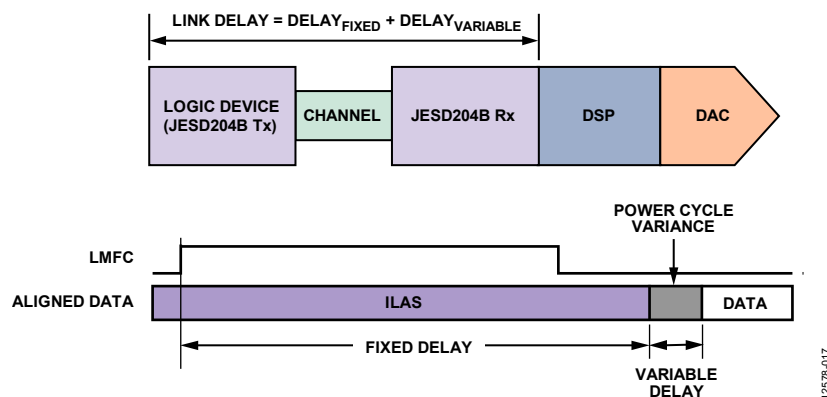 LINK DELAY = DELAYFIXED + DELAYVARIABLE
LOGIC DEVICE
(JESD204B Tx)
CHANNEL
JESD204B Rx
DSP
DAC
POWER CYCLE
VARIANCE
LMFC
ALIGNED DATA
ILAS
DATA
FIXED DELAY
VARIABLE
DELAY
12578-017